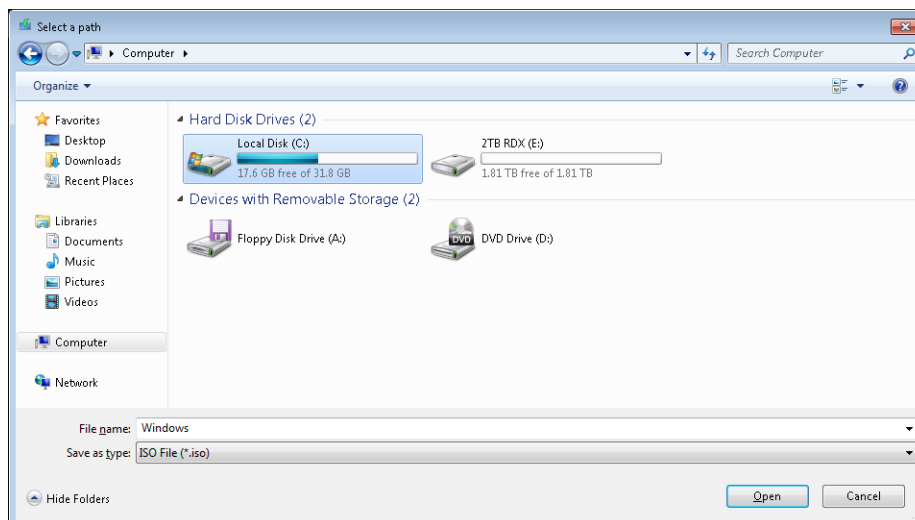 Select a path
Computer
Search Computer
Organize
Favorites
Desktop
Downloads
Recent Places
Libraries
Documents
Music
Pictures
Videos
Computer
Network
Hard Disk Drives (2)
Local Disk (C:)
17.6 GB free of 31.8 GB
2TB RDX (E:)
1.81 TB free of 1.81 TB
Devices with Removable Storage (2)
Floppy Disk Drive (A:)
DVD
DVD Drive (D:)
File name: Windows
Save as type: ISO File (*.iso)
Hide Folders
Open
Cancel